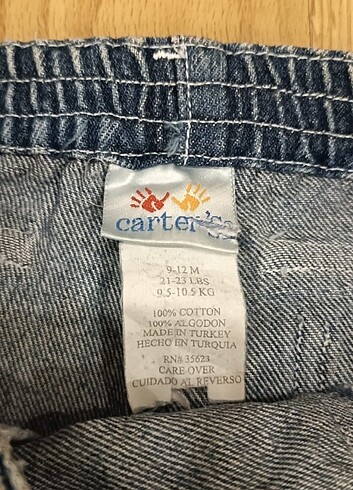 carter's
9-12 M
21-23 LBS
9.5-10.5 KG
100% COTTON
100% ALGODON
MADE IN TURKEY
HECHO EN TURQUIA
RN# 35623
CARE OVER
CUIDADO AL REVERSO